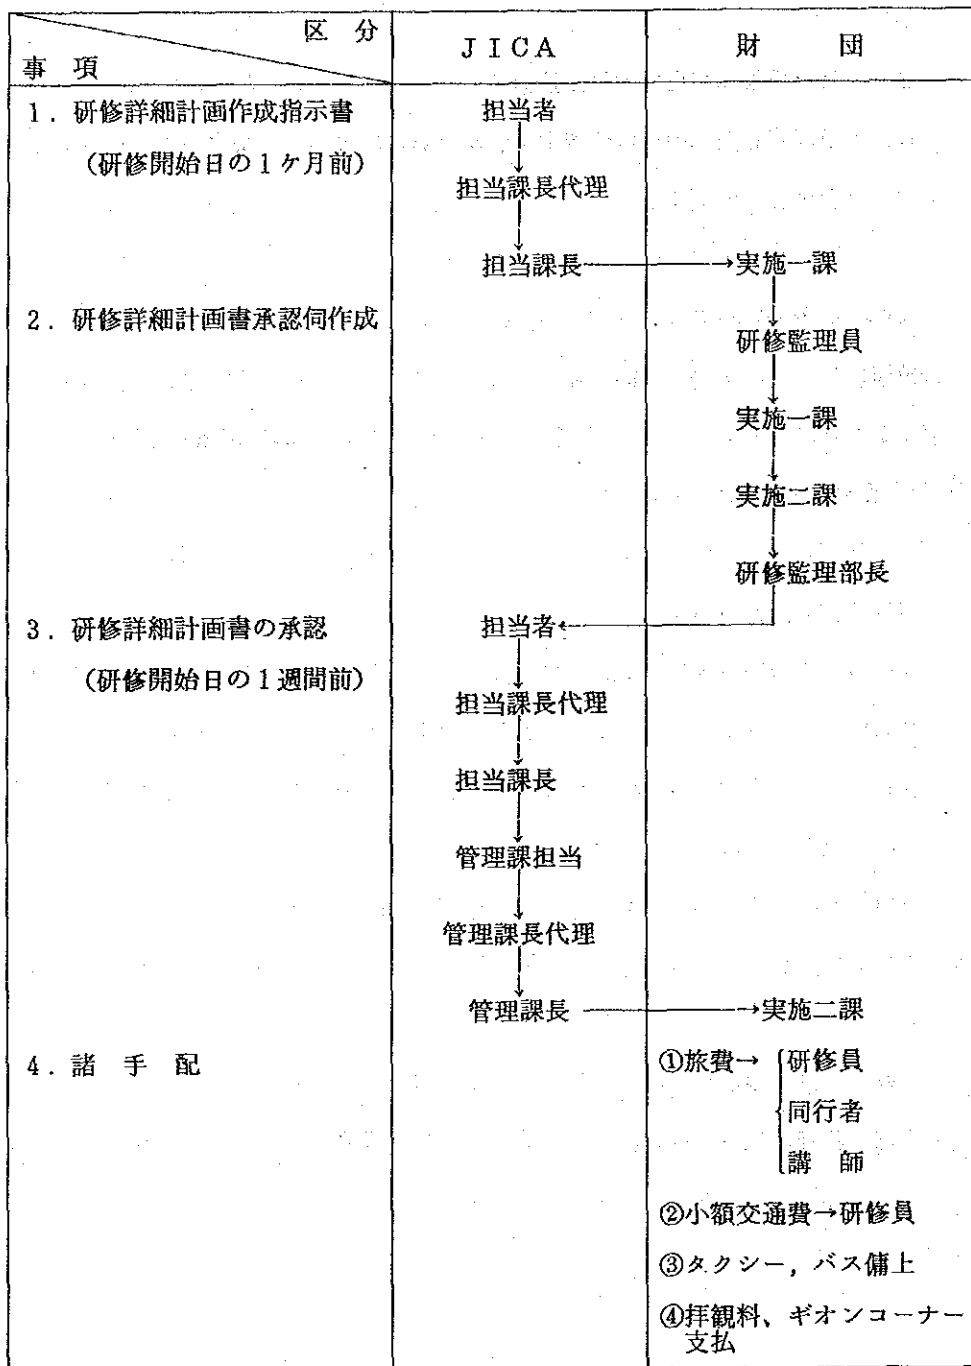 区 分
事 項
JICA
財 団
1. 研修詳細計画作成指示書
(研修開始日の1ケ月前)
担当者
↓
担当課長代理
↓
担当課長→実施一課
↓
2. 研修詳細計画書承認伺作成
研修監理員
↓
実施一課
↓
実施二課
↓
研修監理部長
3. 研修詳細計画書の承認
(研修開始日の1週間前)
担当者←
↓
担当課長代理
↓
担当課長
↓
管理課担当
↓
管理課長代理
↓
管理課長→実施二課
4. 諸 手 配
①旅費→{研修員
同行者
講 師
②小額交通費→研修員
③タクシー,バス傭上
④拝観料、ギオンコーナー
支払